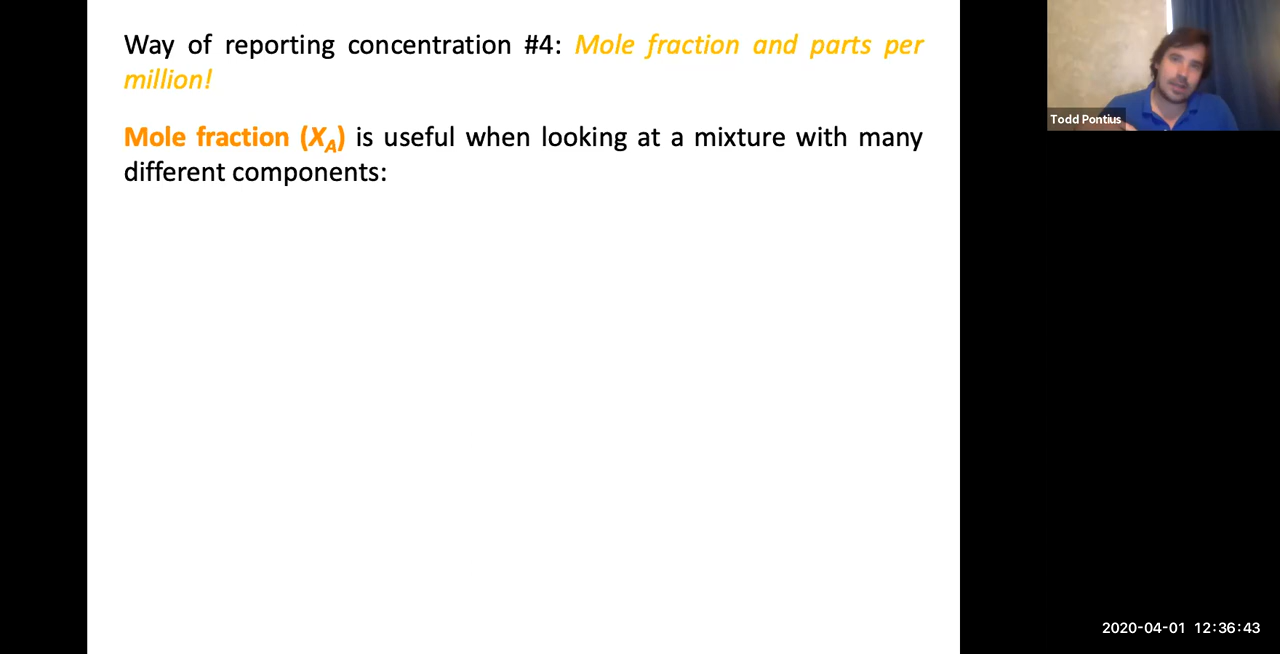 Way of reporting concentration #4: Mole fraction and parts per
million!
Mole fraction (XA) is useful when looking at a mixture with many
different components:
Todd Pontius
2020-04-01 12:36:43